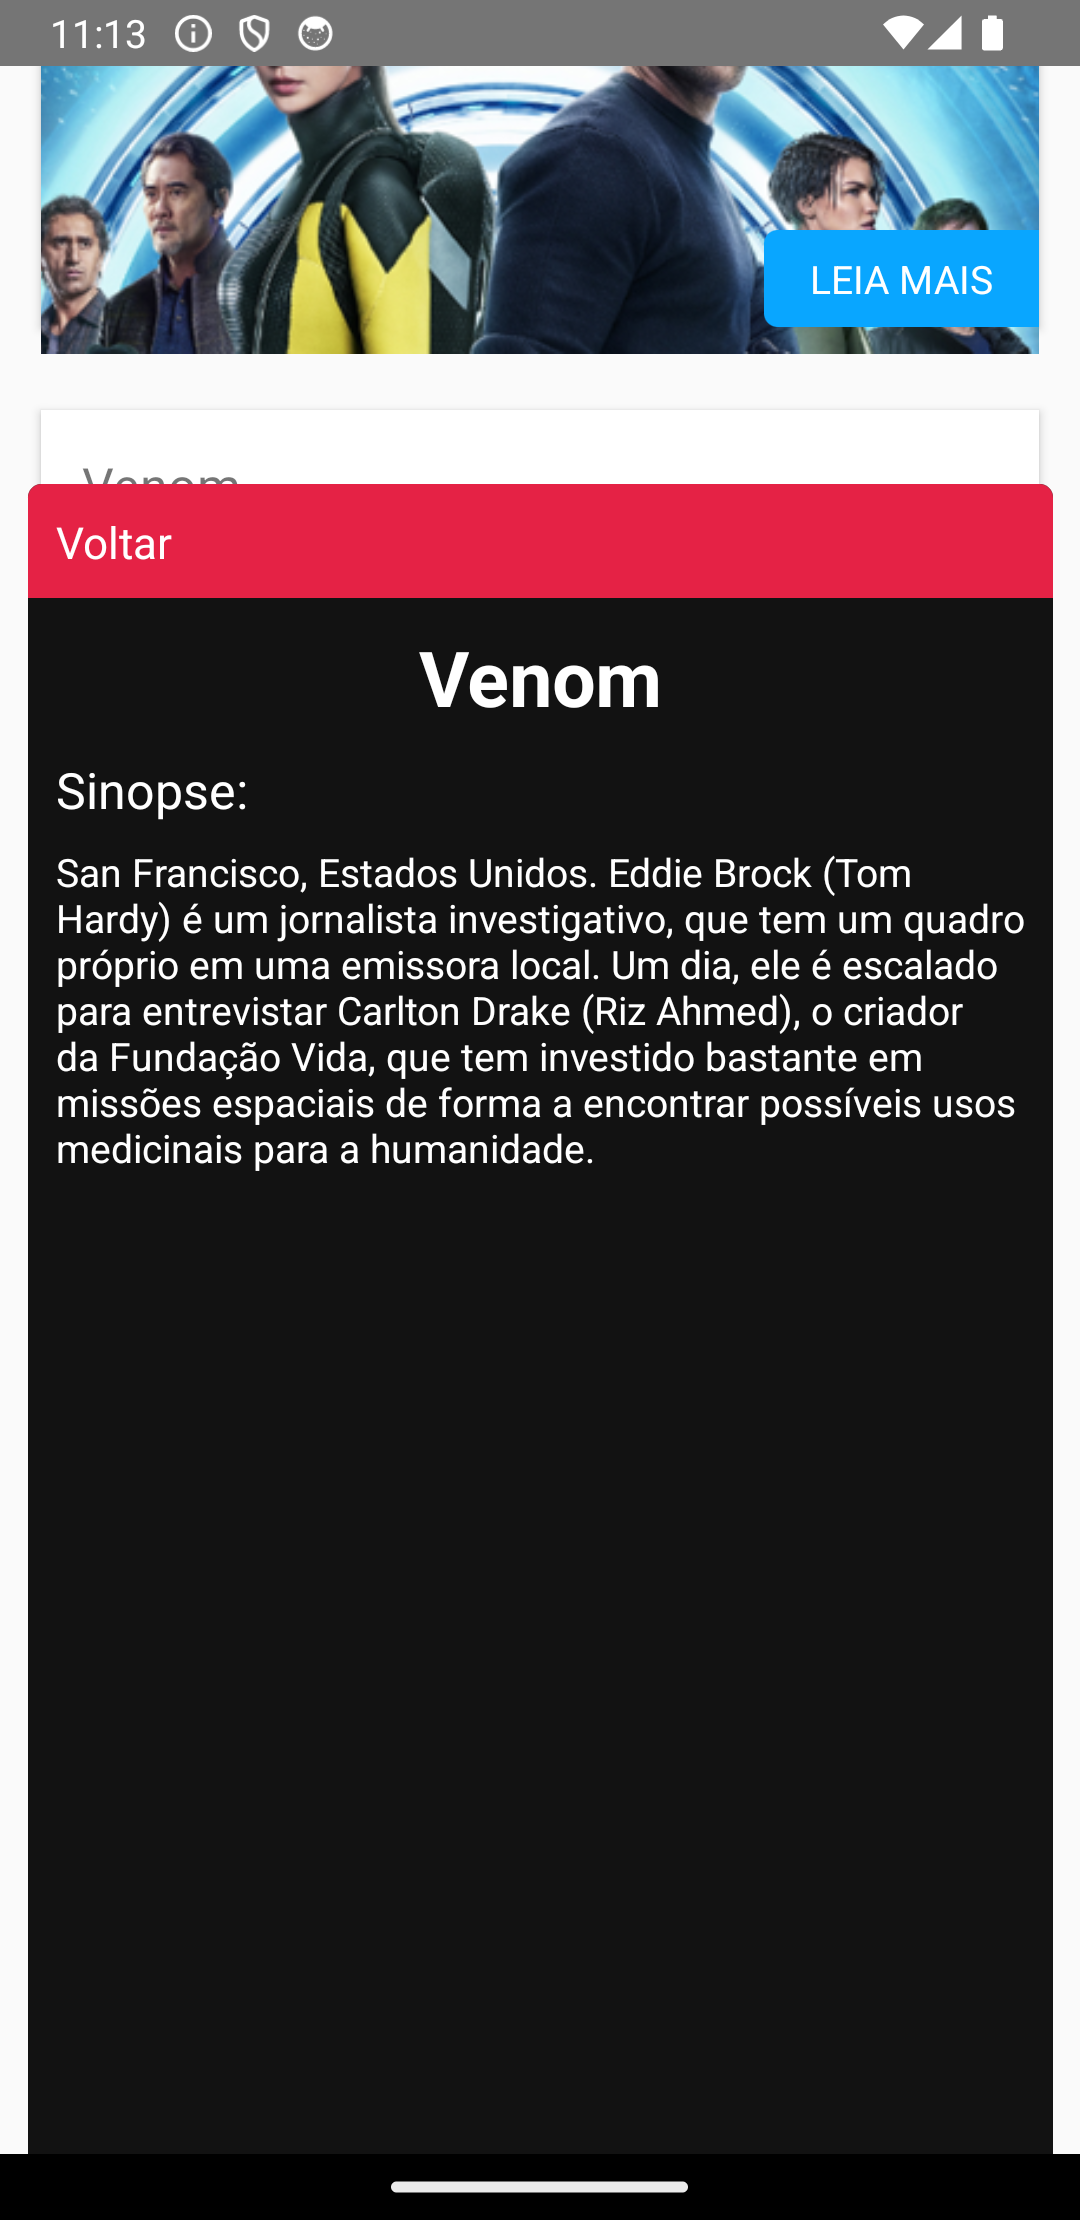 11:13
LEIA MAIS
Venom
Voltar
Venom
Sinopse:
San Francisco, Estados Unidos. Eddie Brock (Tom
Hardy) é um jornalista investigativo, que tem um quadro
próprio em uma emissora local. Um dia, ele é escalado
para entrevistar Carlton Drake (Riz Ahmed), o criador
da Fundação Vida, que tem investido bastante em
missões espaciais de forma a encontrar possíveis usos
medicinais para a humanidade.